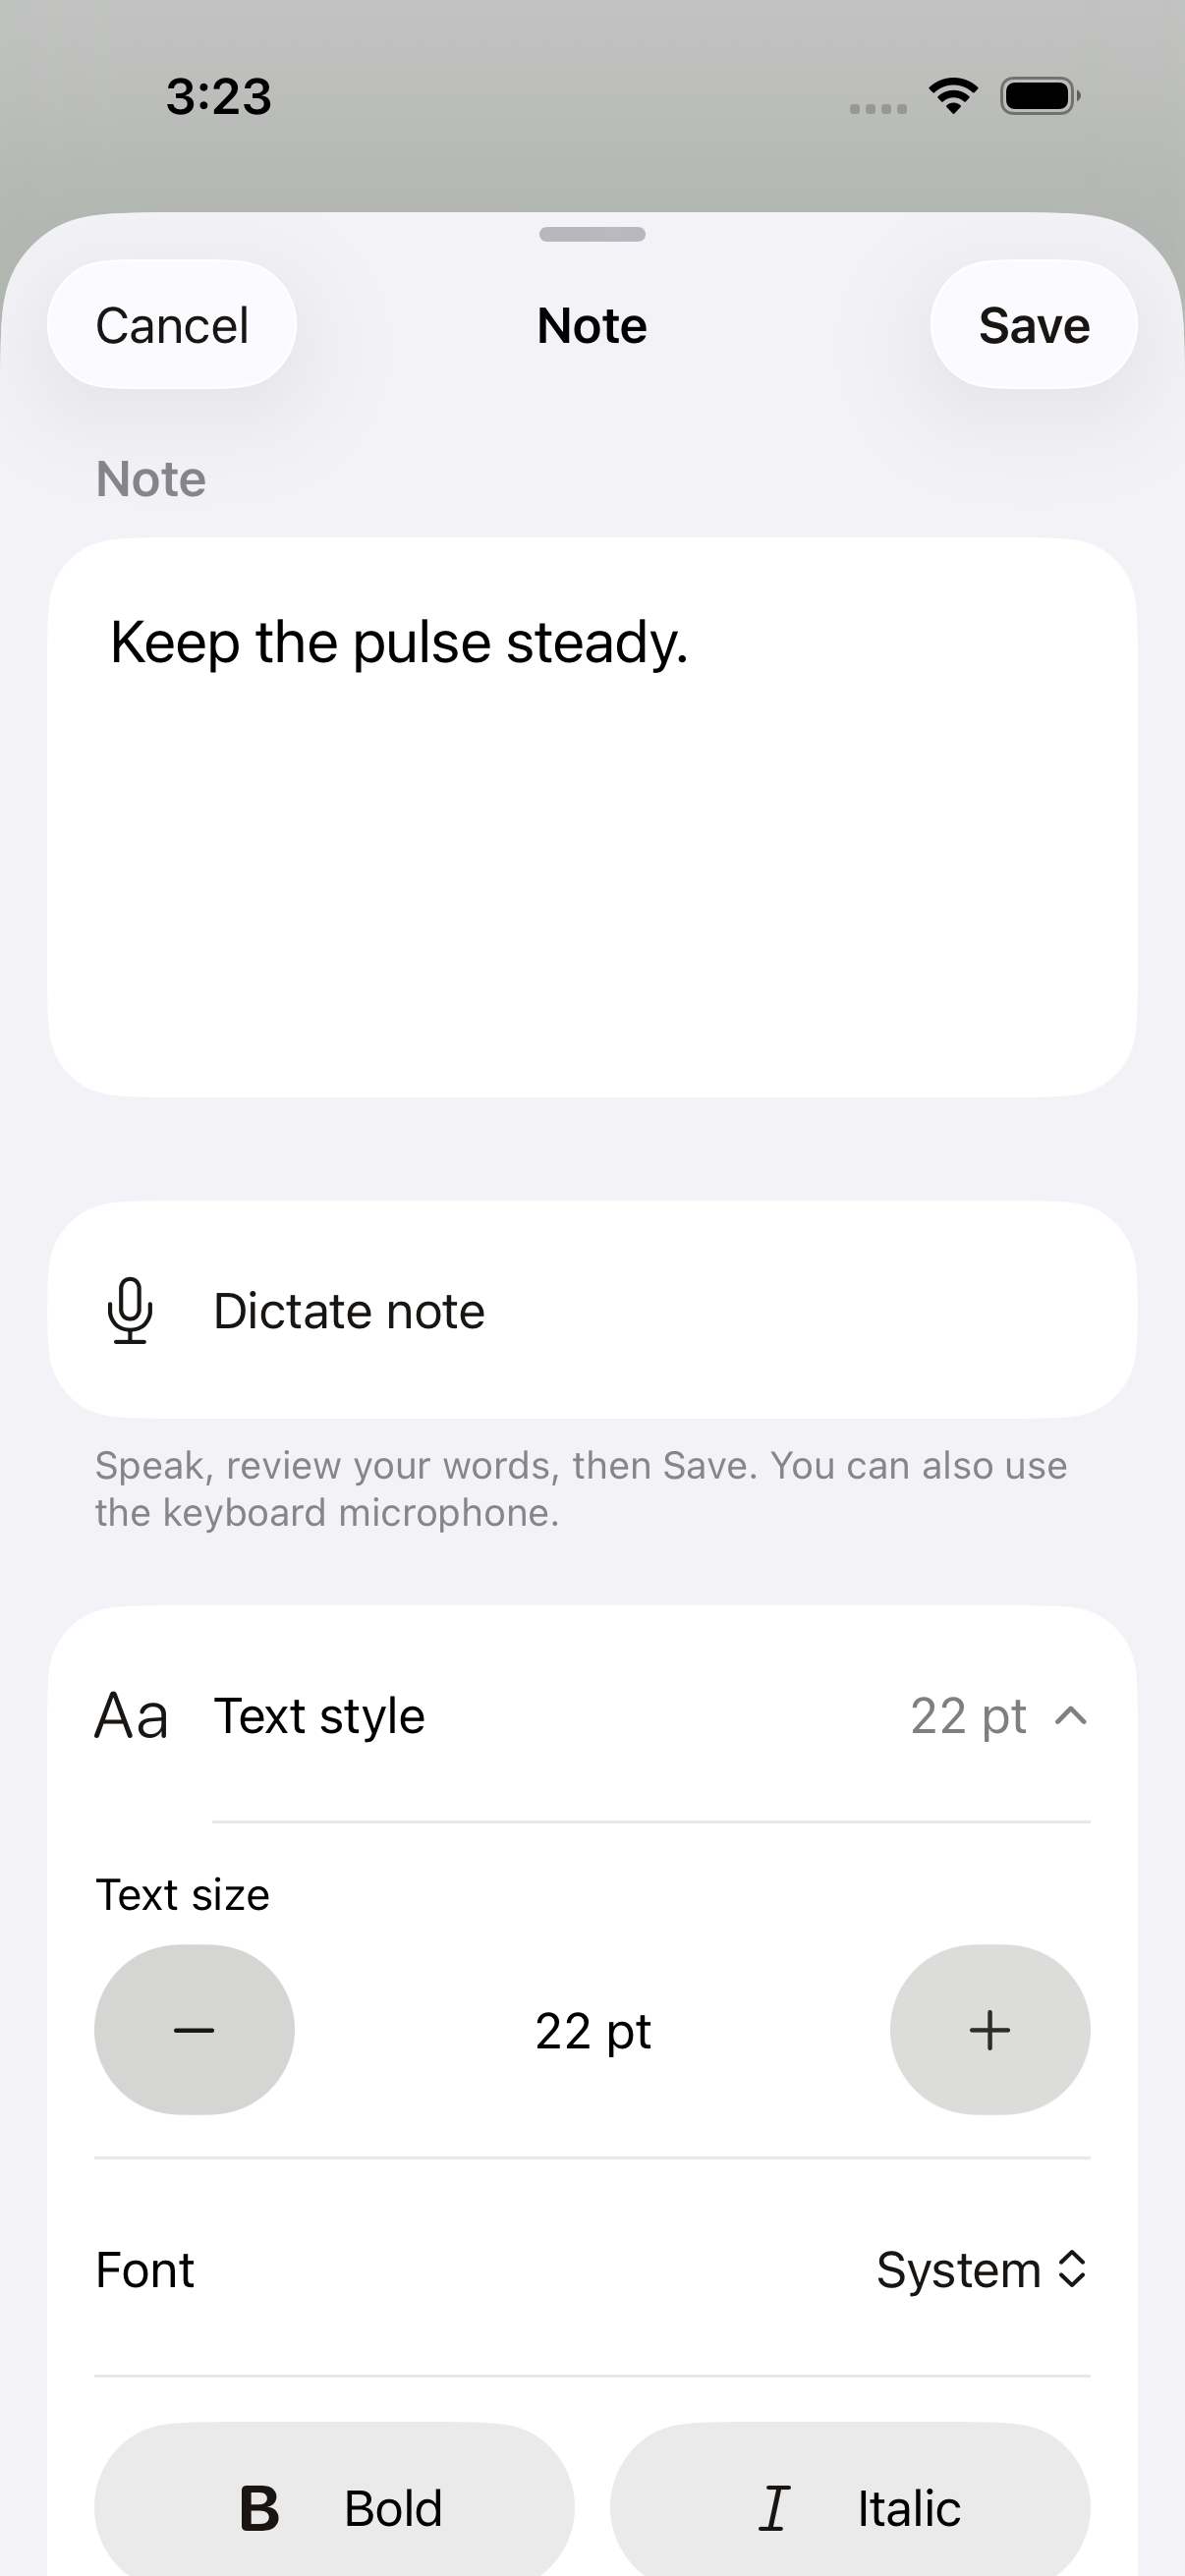 3:23
Cancel
Note
Save
Note
Keep the pulse steady.
Dictate note
Speak, review your words, then Save. You can also use
the keyboard microphone.
Aa Text style 22 pt
Text size
22 pt
Font System
B Bold I Italic